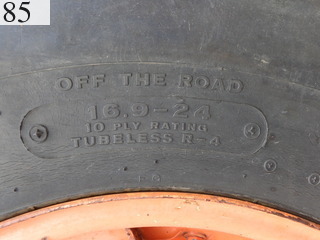 85
OFF THE ROAD
16.9-24
10 PLY RATING
TUBELESS R-4